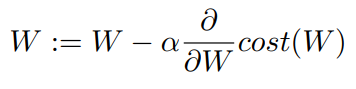 W := W − α ∂/∂W cost(W)